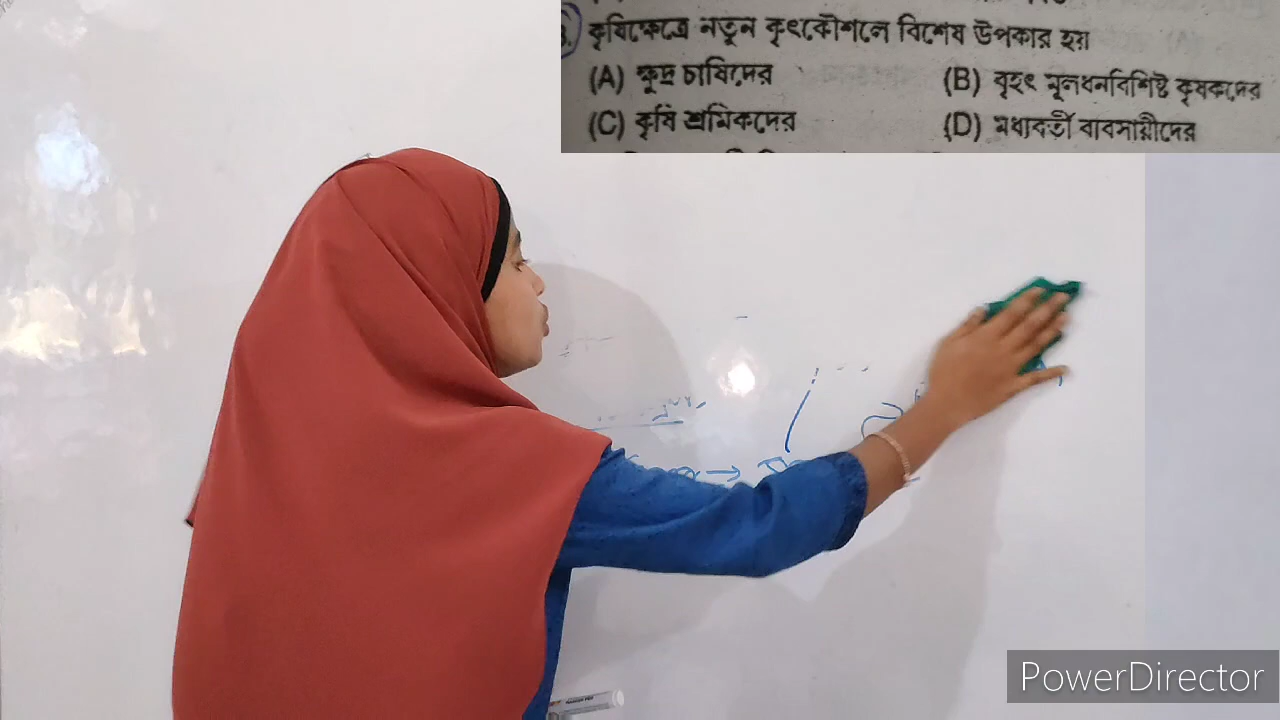 কৃষিক্ষেত্রে নতুন কৃৎকৌশলে বিশেষ উপকার হয়
(A) ক্ষুদ্র চাষিদের (B) বৃহৎ মূলধনবিশিষ্ট কৃষকদের
(C) কৃষি শ্রমিকদের (D) মধ্যবর্তী ব্যবসায়ীদের
PowerDirector